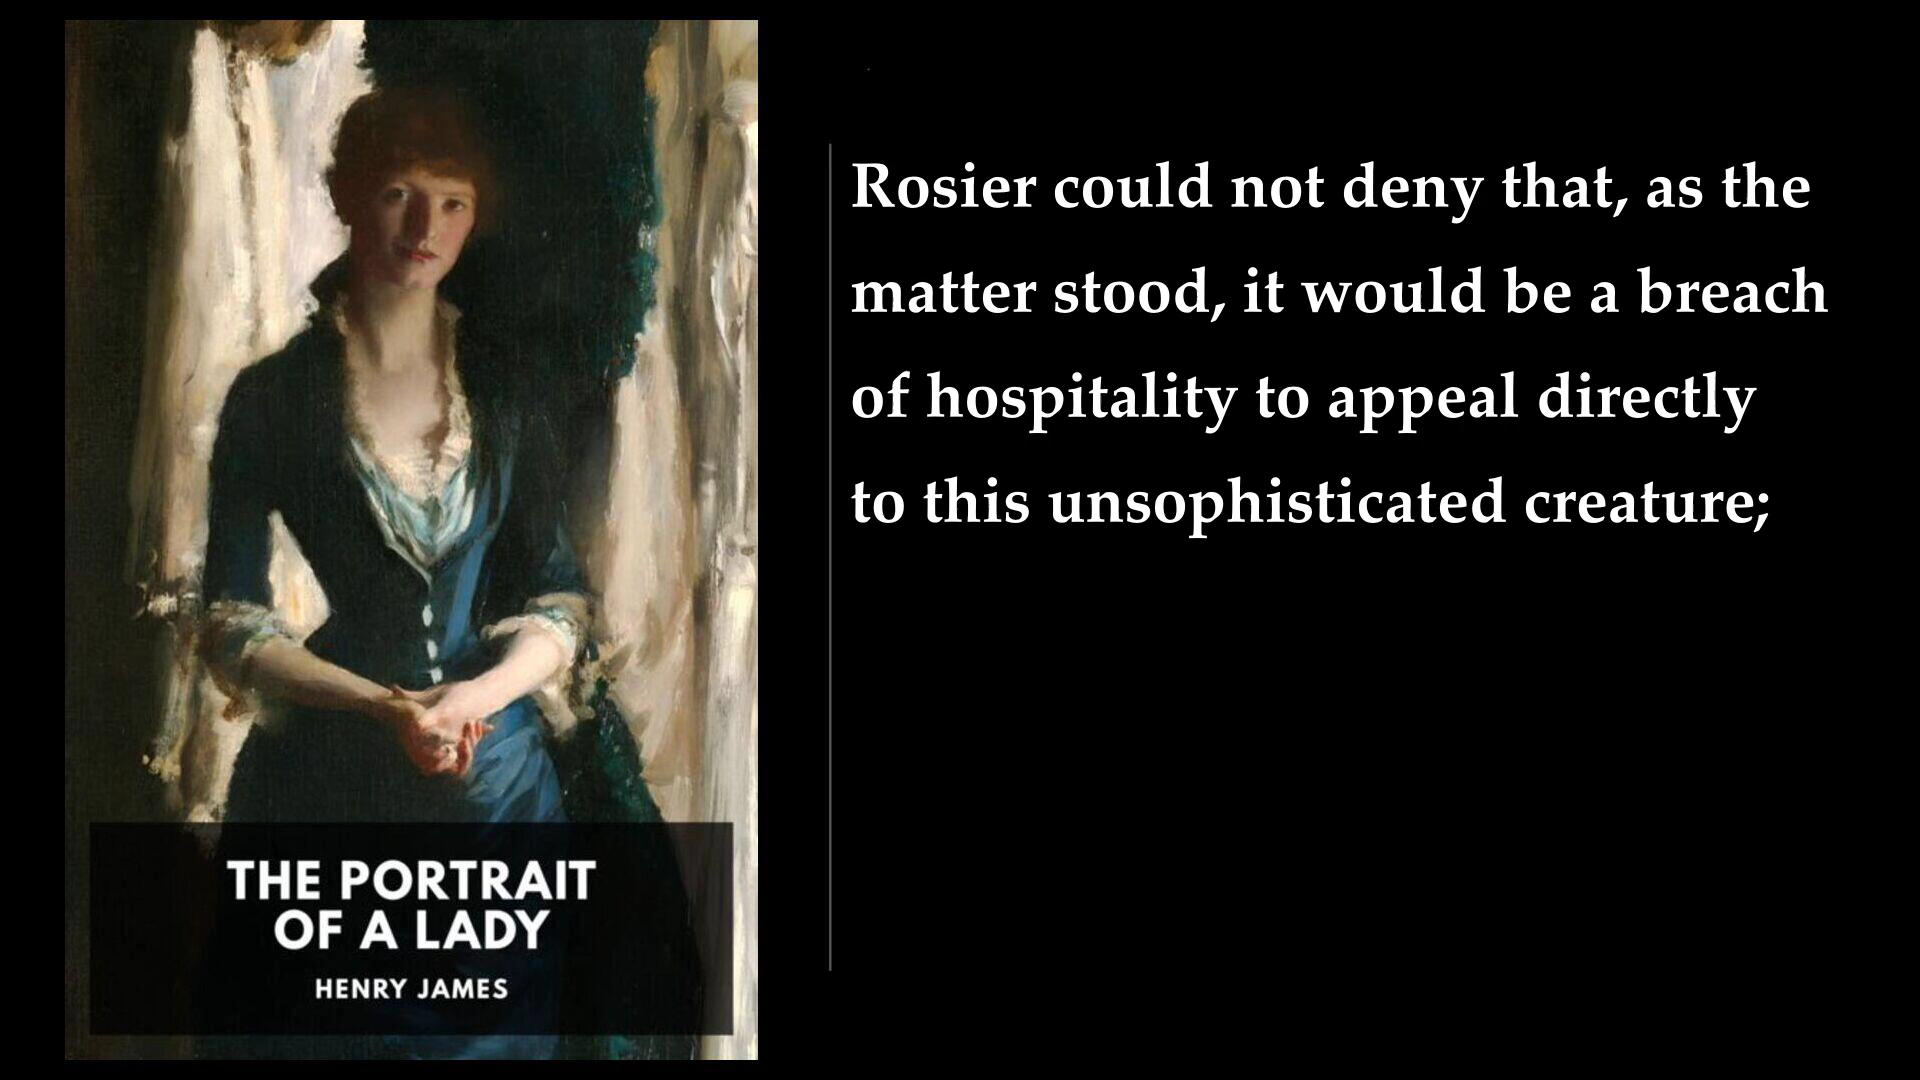 Rosier could not deny that, as the
matter stood, it would be a breach
of hospitality to appeal directly
to this unsophisticated creature;
THE PORTRAIT
OF A LADY
HENRY JAMES